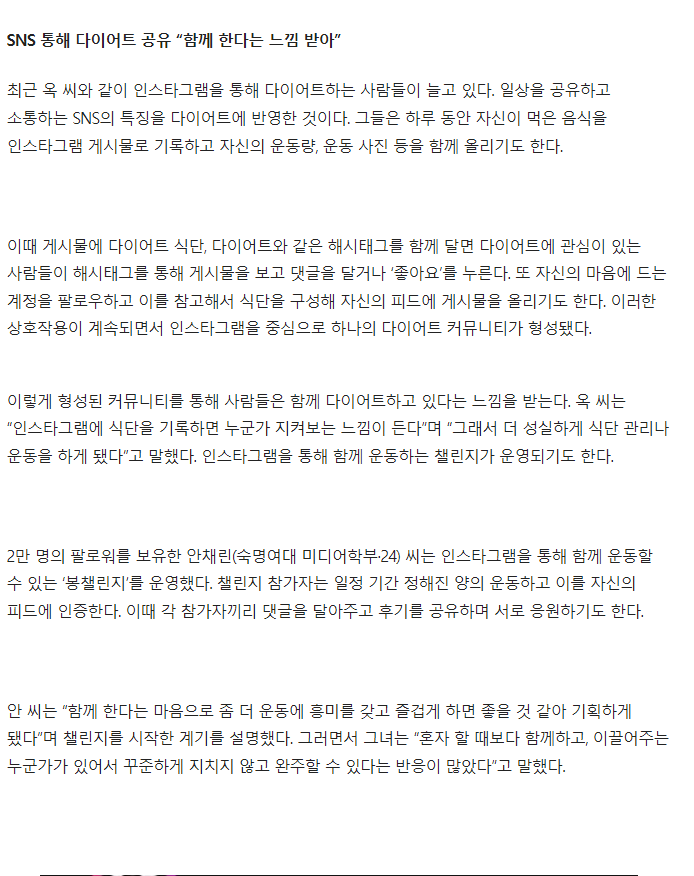 SNS 통해 다이어트 공유 “함께 한다는 느낌 받아”
최근 옥 씨와 같이 인스타그램을 통해 다이어트하는 사람들이 늘고 있다. 일상을 공유하고
소통하는 SNS의 특징을 다이어트에 반영한 것이다. 그들은 하루 동안 자신이 먹은 음식을
인스타그램 게시물로 기록하고 자신의 운동량, 운동 사진 등을 함께 올리기도 한다.
이때 게시물에 다이어트 식단, 다이어트와 같은 해시태그를 함께 달면 다이어트에 관심이 있는
사람들이 해시태그를 통해 게시물을 보고 댓글을 달거나 ‘좋아요’를 누른다. 또 자신의 마음에 드는
계정을 팔로우하고 이를 참고해서 식단을 구성해 자신의 피드에 게시물을 올리기도 한다. 이러한
상호작용이 계속되면서 인스타그램을 중심으로 하나의 다이어트 커뮤니티가 형성됐다.
이렇게 형성된 커뮤니티를 통해 사람들은 함께 다이어트하고 있다는 느낌을 받는다. 옥 씨는
“인스타그램에 식단을 기록하면 누군가 지켜보는 느낌이 든다”며 “그래서 더 성실하게 식단 관리나
운동을 하게 됐다”고 말했다. 인스타그램을 통해 함께 운동하는 챌린지가 운영되기도 한다.
2만 명의 팔로워를 보유한 안채린(숙명여대 미디어학부·24) 씨는 인스타그램을 통해 함께 운동할
수 있는 ‘봉챌린지’를 운영했다. 챌린지 참가자는 일정 기간 정해진 양의 운동하고 이를 자신의
피드에 인증한다. 이때 각 참가자끼리 댓글을 달아주고 후기를 공유하며 서로 응원하기도 한다.
안 씨는 “함께 한다는 마음으로 좀 더 운동에 흥미를 갖고 즐겁게 하면 좋을 것 같아 기획하게
됐다”며 챌린지를 시작한 계기를 설명했다. 그러면서 그녀는 “혼자 할 때보다 함께하고, 이끌어주는
누군가가 있어서 꾸준하게 지치지 않고 완주할 수 있다는 반응이 많았다”고 말했다.